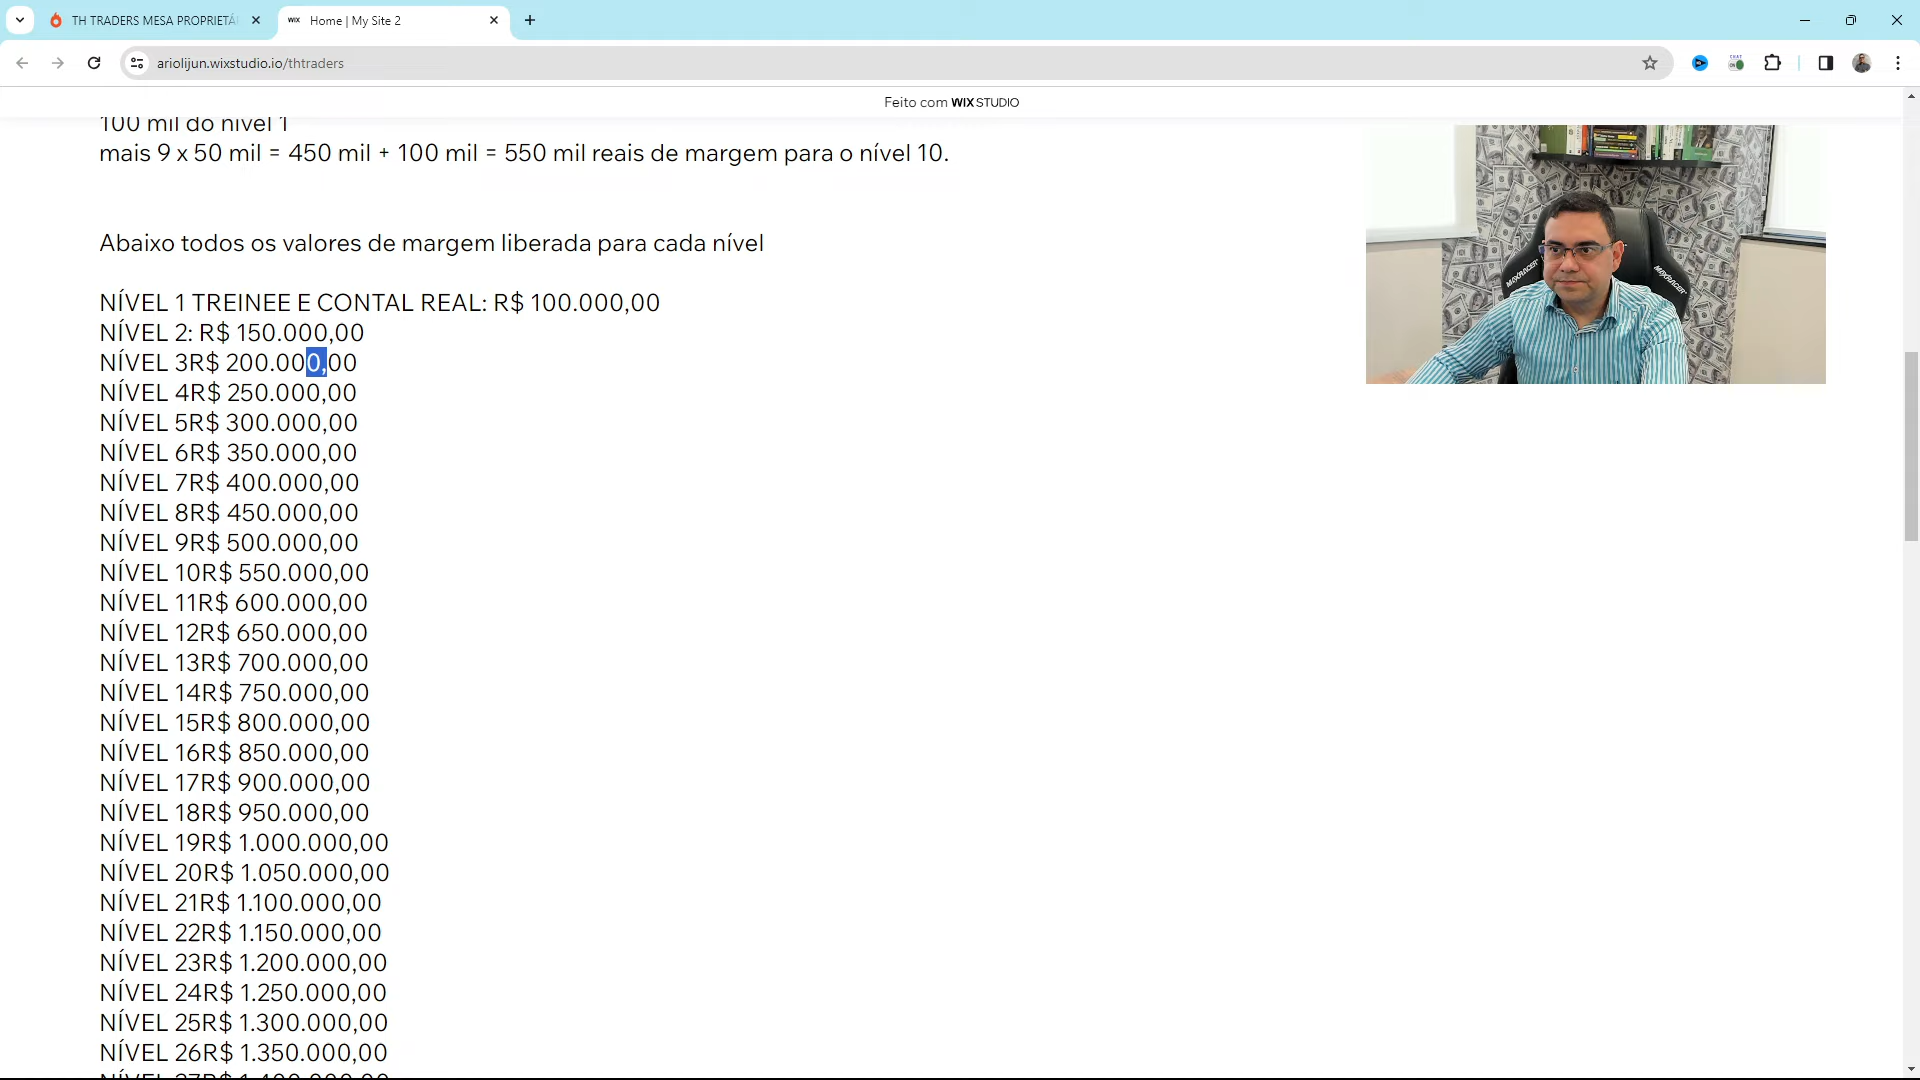 TH TRADERS MESA PROPRIETÁ
WIX Home | My Site 2
ariolijun.wixstudio.io/thtraders
Feito com WIX STUDIO
100 mil do nível 1
mais 9 x 50 mil = 450 mil + 100 mil = 550 mil reais de margem para o nível 10.
Abaixo todos os valores de margem liberada para cada nível
NÍVEL 1 TREINEE E CONTAL REAL: R$ 100.000,00
NÍVEL 2: R$ 150.000,00
NÍVEL 3R$ 200.000,00
NÍVEL 4R$ 250.000,00
NÍVEL 5R$ 300.000,00
NÍVEL 6R$ 350.000,00
NÍVEL 7R$ 400.000,00
NÍVEL 8R$ 450.000,00
NÍVEL 9R$ 500.000,00
NÍVEL 10R$ 550.000,00
NÍVEL 11R$ 600.000,00
NÍVEL 12R$ 650.000,00
NÍVEL 13R$ 700.000,00
NÍVEL 14R$ 750.000,00
NÍVEL 15R$ 800.000,00
NÍVEL 16R$ 850.000,00
NÍVEL 17R$ 900.000,00
NÍVEL 18R$ 950.000,00
NÍVEL 19R$ 1.000.000,00
NÍVEL 20R$ 1.050.000,00
NÍVEL 21R$ 1.100.000,00
NÍVEL 22R$ 1.150.000,00
NÍVEL 23R$ 1.200.000,00
NÍVEL 24R$ 1.250.000,00
NÍVEL 25R$ 1.300.000,00
NÍVEL 26R$ 1.350.000,00
MAXRACER
MAXRACER